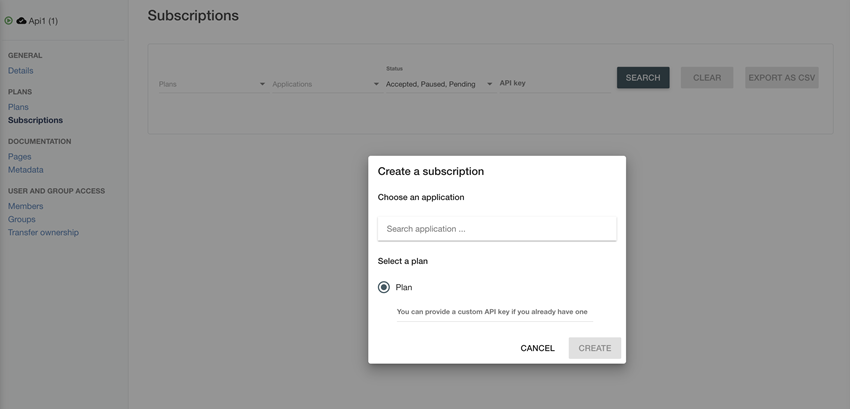 Api1 (1)
GENERAL
Details
PLANS
Plans
Subscriptions
DOCUMENTATION
Pages
Metadata
USER AND GROUP ACCESS
Members
Groups
Transfer ownership
Subscriptions
Status
Plans Applications Accepted, Paused, Pending API key SEARCH CLEAR EXPORT AS CSV
Create a subscription
Choose an application
Search application ...
Select a plan
Plan
You can provide a custom API key if you already have one
CANCEL CREATE